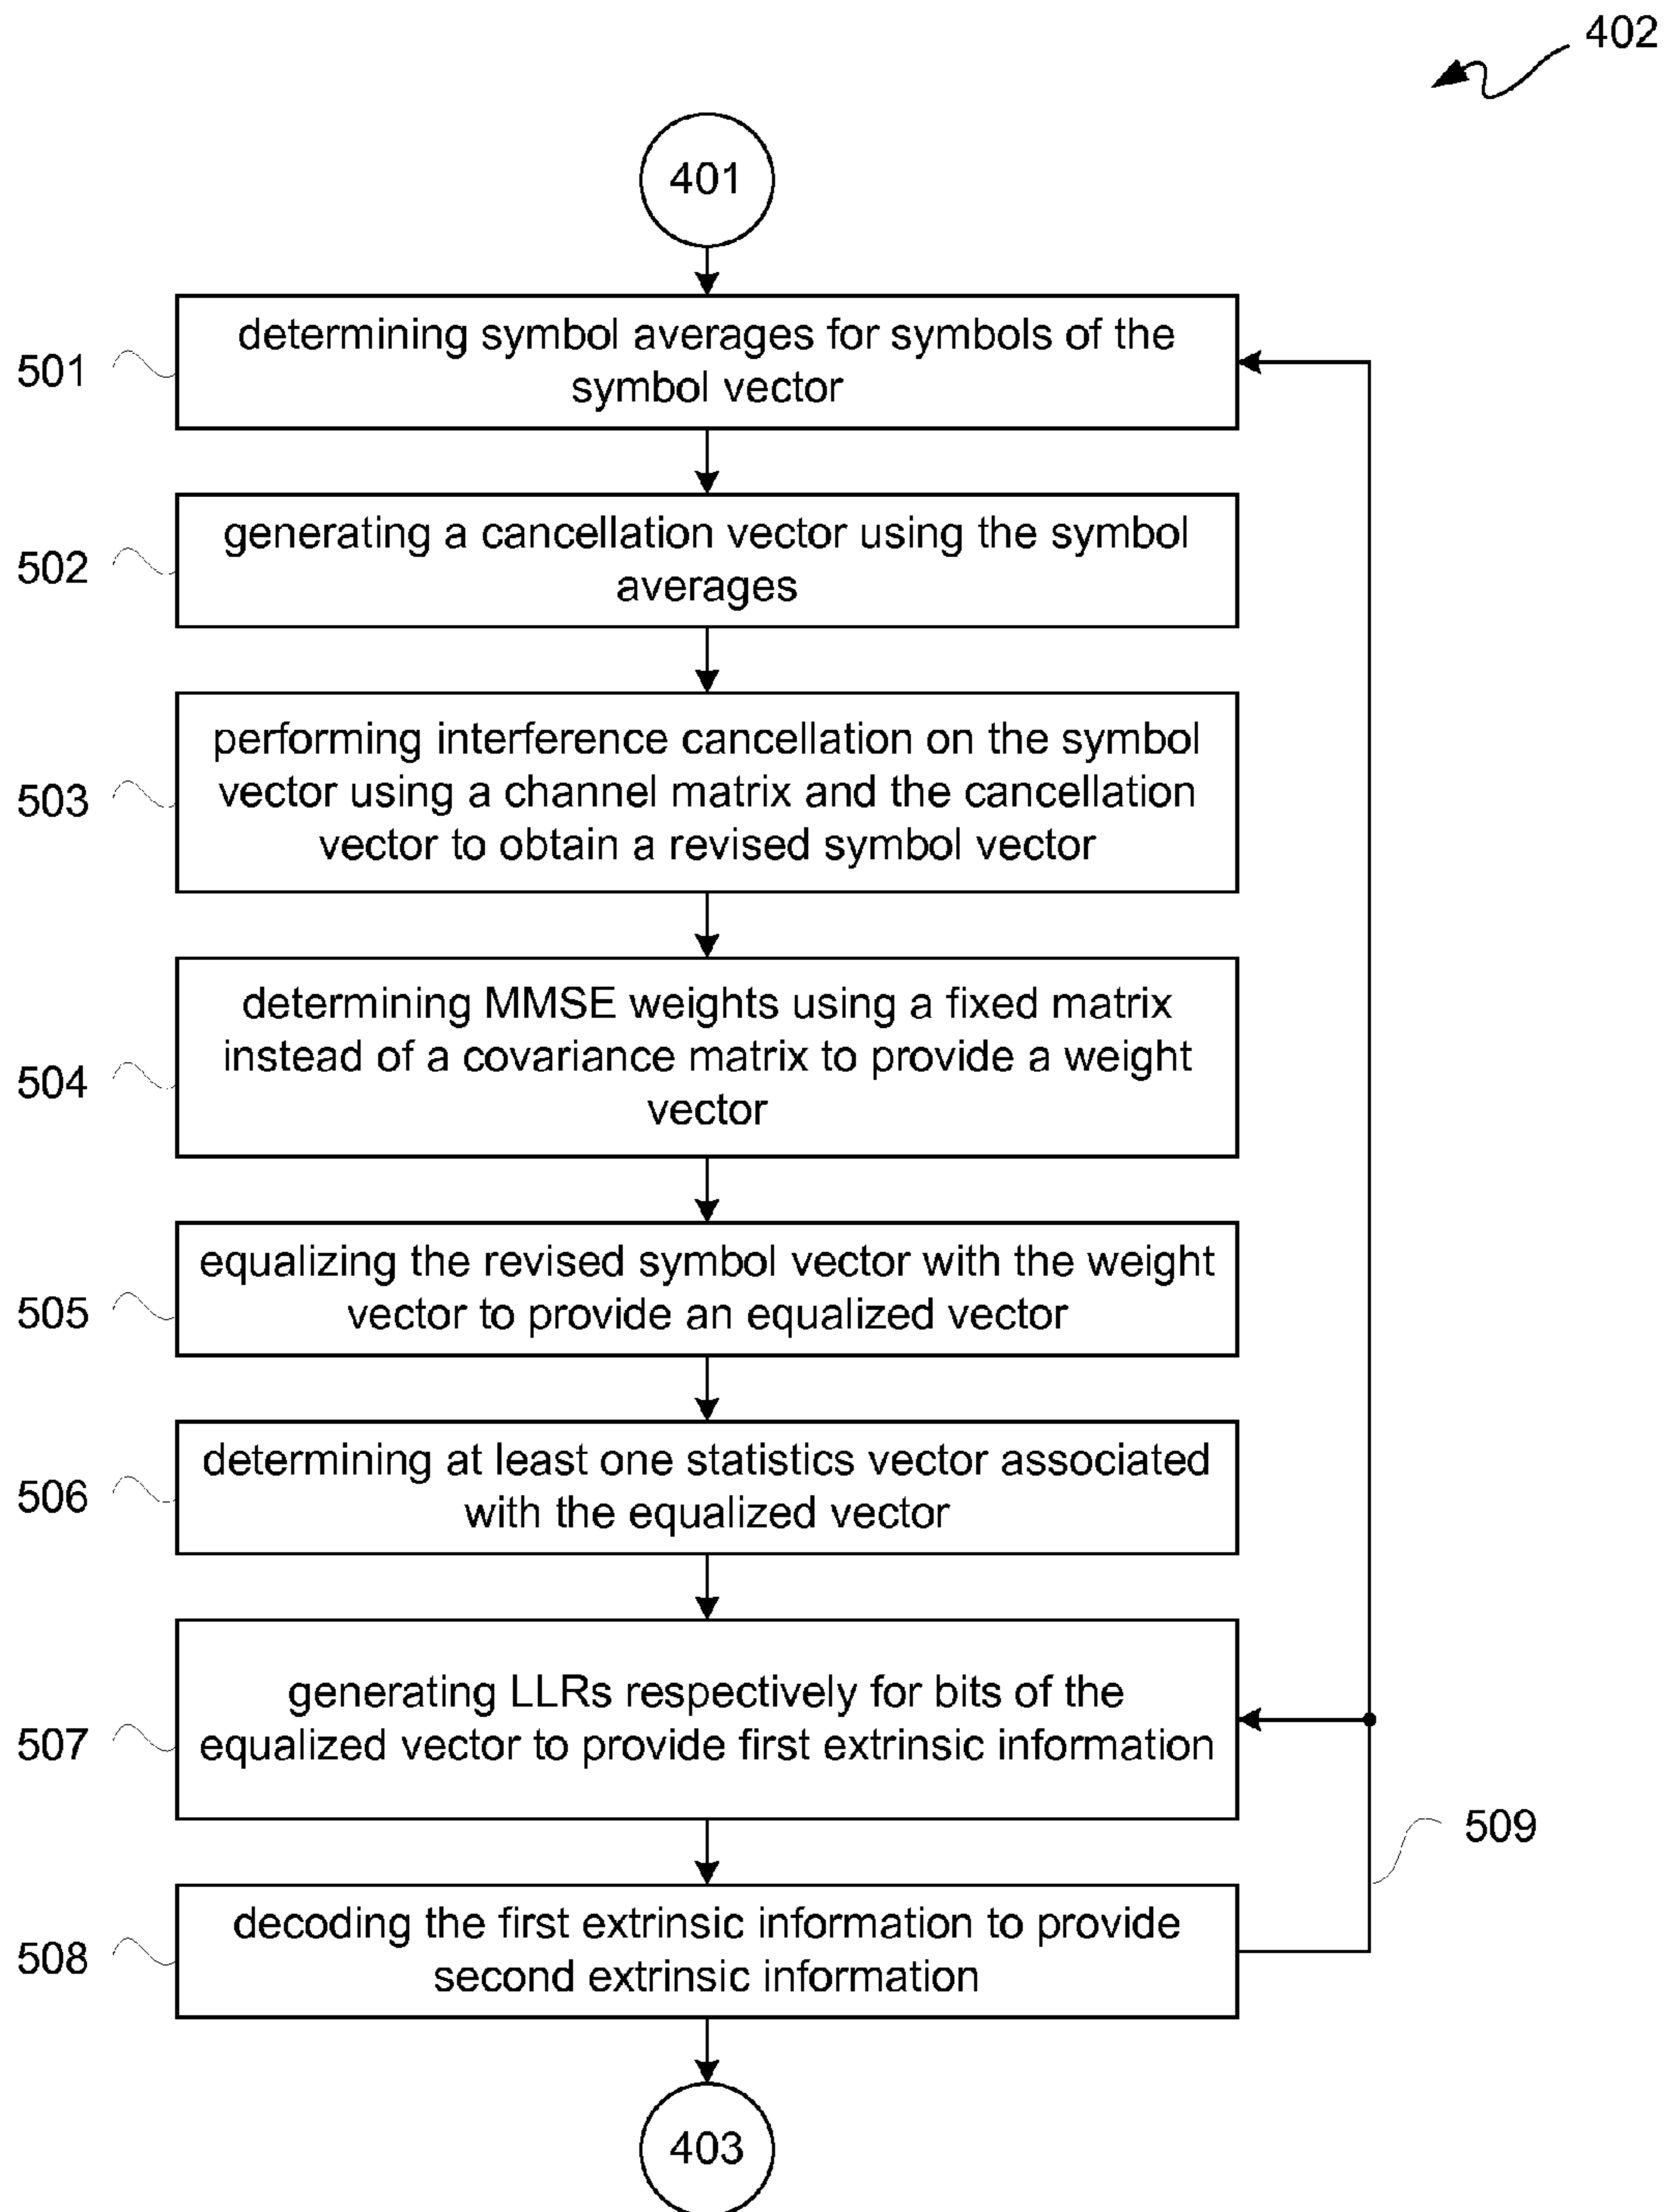 402
401
501
determining symbol averages for symbols of the
symbol vector
502
generating a cancellation vector using the symbol
averages
503
performing interference cancellation on the symbol
vector using a channel matrix and the cancellation
vector to obtain a revised symbol vector
504
determining MMSE weights using a fixed matrix
instead of a covariance matrix to provide a weight
vector
505
equalizing the revised symbol vector with the weight
vector to provide an equalized vector
506
determining at least one statistics vector associated
with the equalized vector
507
generating LLRs respectively for bits of the
equalized vector to provide first extrinsic information
509
508
decoding the first extrinsic information to provide
second extrinsic information
403